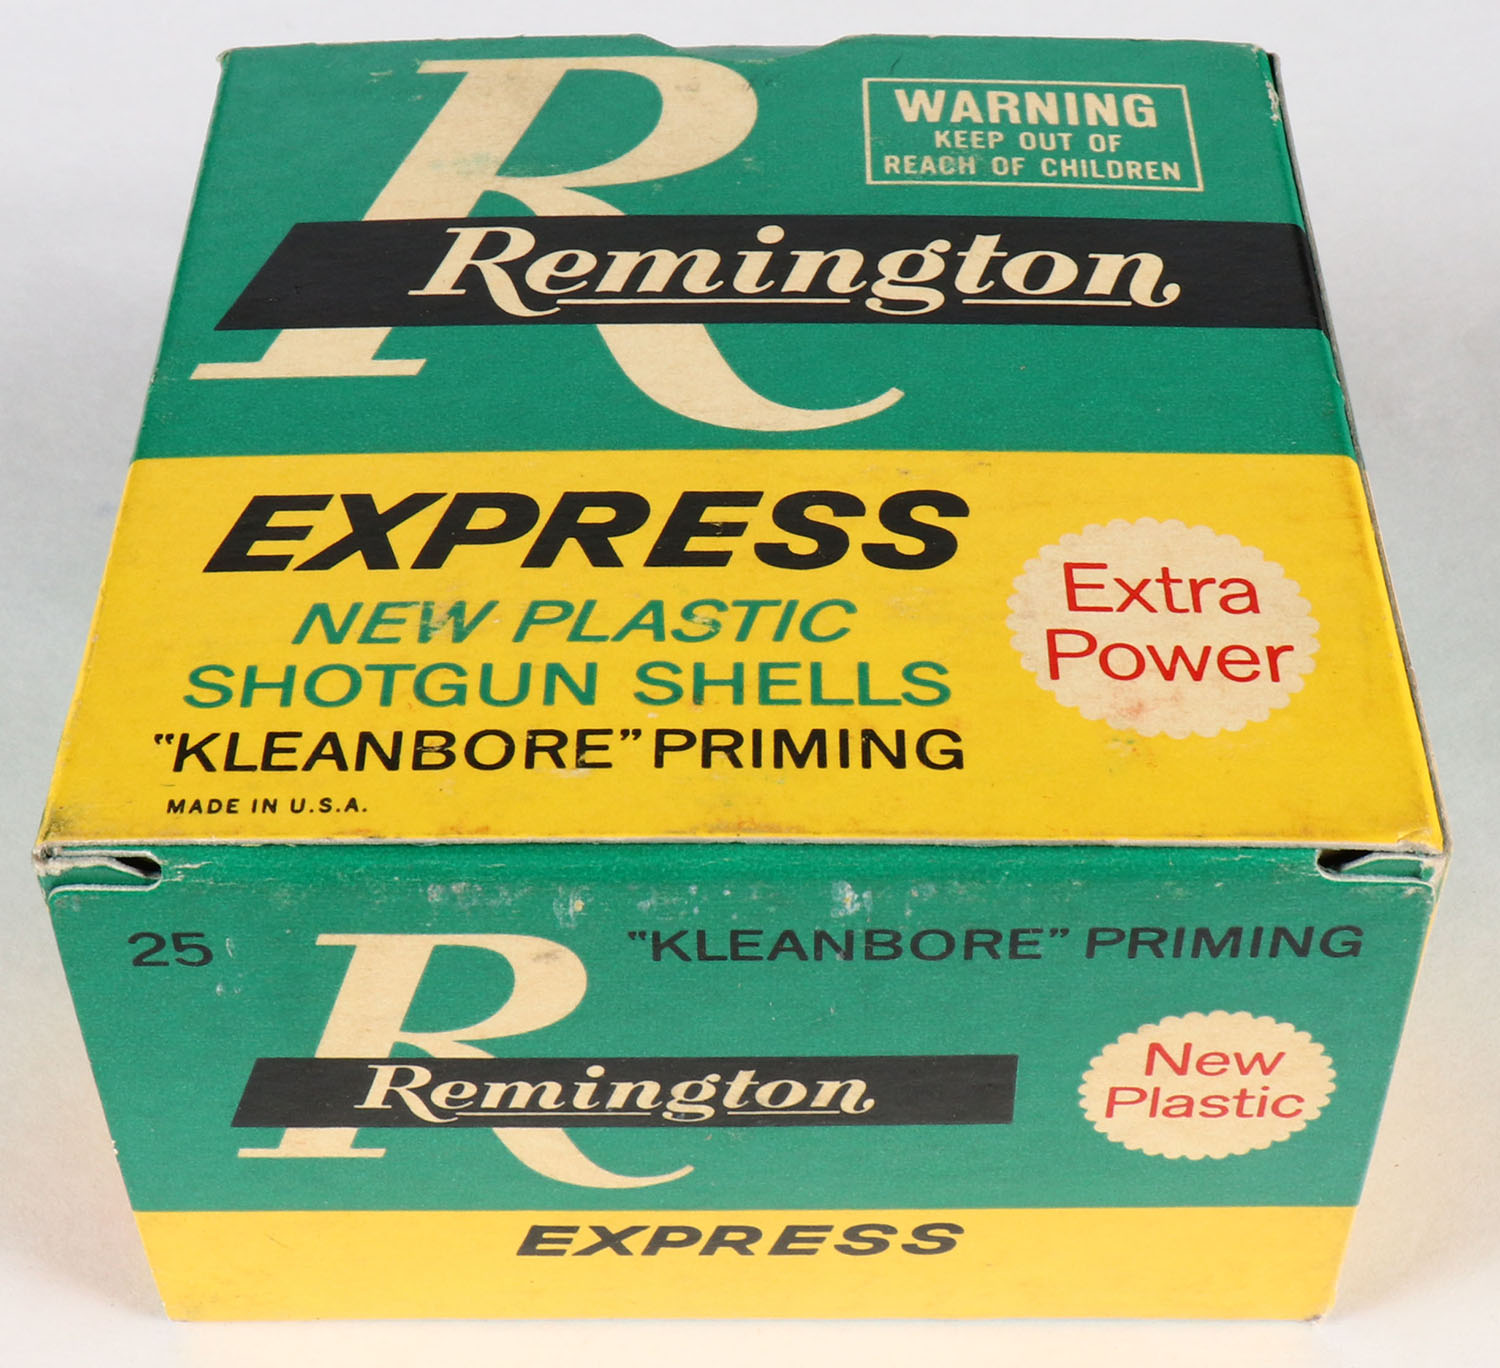 R
WARNING
KEEP OUT OF
REACH OF CHILDREN
Remington
EXPRESS
NEW PLASTIC
SHOTGUN SHELLS
"KLEANBORE" PRIMING
MADE IN U.S.A.
Extra
Power
25
R
"KLEANBORE" PRIMING
Remington
New
Plastic
EXPRESS